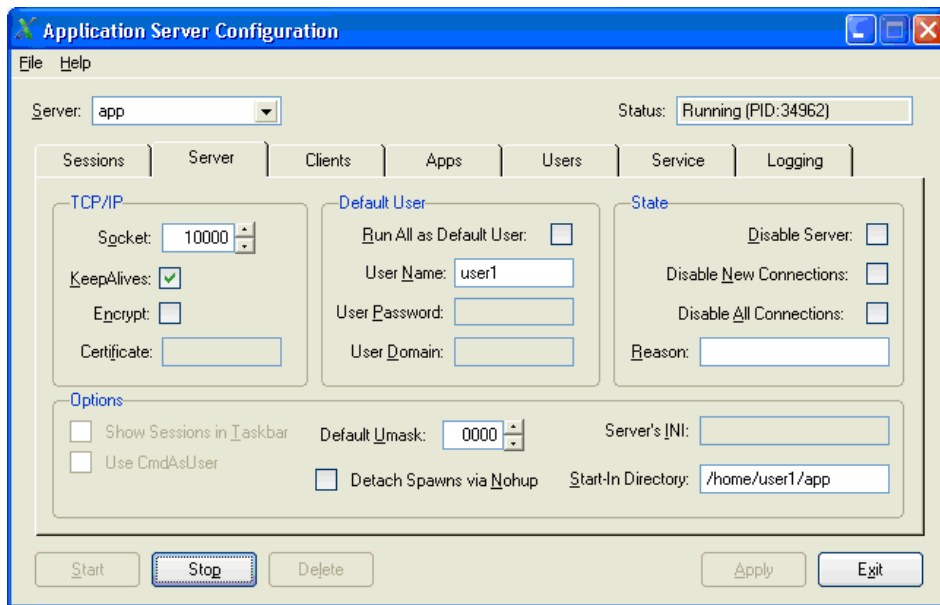 Application Server Configuration
File Help
Server: app Status: Running (PID:34962)
Sessions Server Clients Apps Users Service Logging
TCP/IP Default User State
Socket: 10000 Run All as Default User: Disable Server:
KeepAlives: User Name: user1 Disable New Connections:
Encrypt: User Password: Disable All Connections:
Certificate: User Domain: Reason:
Options
Show Sessions in Taskbar Default Umask: 0000 Server's INI:
Use CmdAsUser Detach Spawns via Nohup Start-In Directory: /home/user1/app
Start Stop Delete Apply Exit